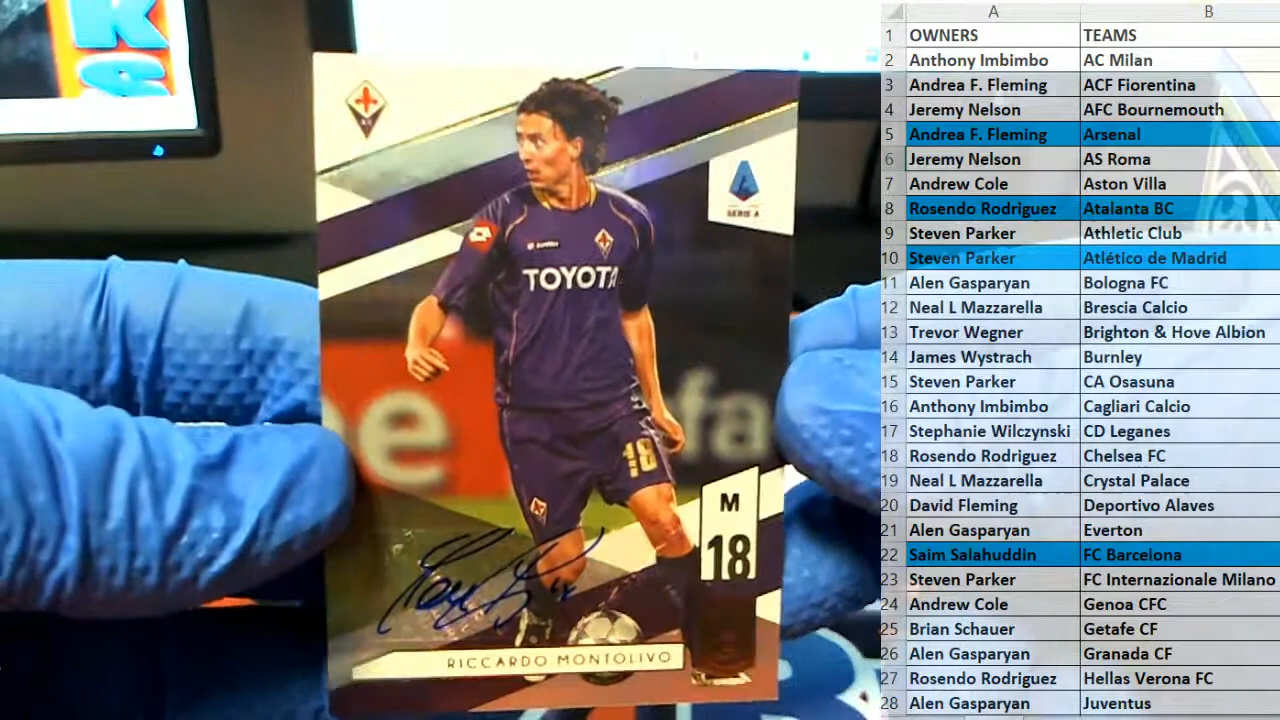 KS
SERIE A
TOYOTA
18
M
18
RICCARDO MONTOLIVO
A B
1 OWNERS TEAMS
2 Anthony Imbimbo AC Milan
3 Andrea F. Fleming ACF Fiorentina
4 Jeremy Nelson AFC Bournemouth
5 Andrea F. Fleming Arsenal
6 Jeremy Nelson AS Roma
7 Andrew Cole Aston Villa
8 Rosendo Rodriguez Atalanta BC
9 Steven Parker Athletic Club
10 Steven Parker Atlético de Madrid
11 Alen Gasparyan Bologna FC
12 Neal L Mazzarella Brescia Calcio
13 Trevor Wegner Brighton & Hove Albion
14 James Wystrach Burnley
15 Steven Parker CA Osasuna
16 Anthony Imbimbo Cagliari Calcio
17 Stephanie Wilczynski CD Leganes
18 Rosendo Rodriguez Chelsea FC
19 Neal L Mazzarella Crystal Palace
20 David Fleming Deportivo Alaves
21 Alen Gasparyan Everton
22 Saim Salahuddin FC Barcelona
23 Steven Parker FC Internazionale Milano
24 Andrew Cole Genoa CFC
25 Brian Schauer Getafe CF
26 Alen Gasparyan Granada CF
27 Rosendo Rodriguez Hellas Verona FC
28 Alen Gasparyan Juventus